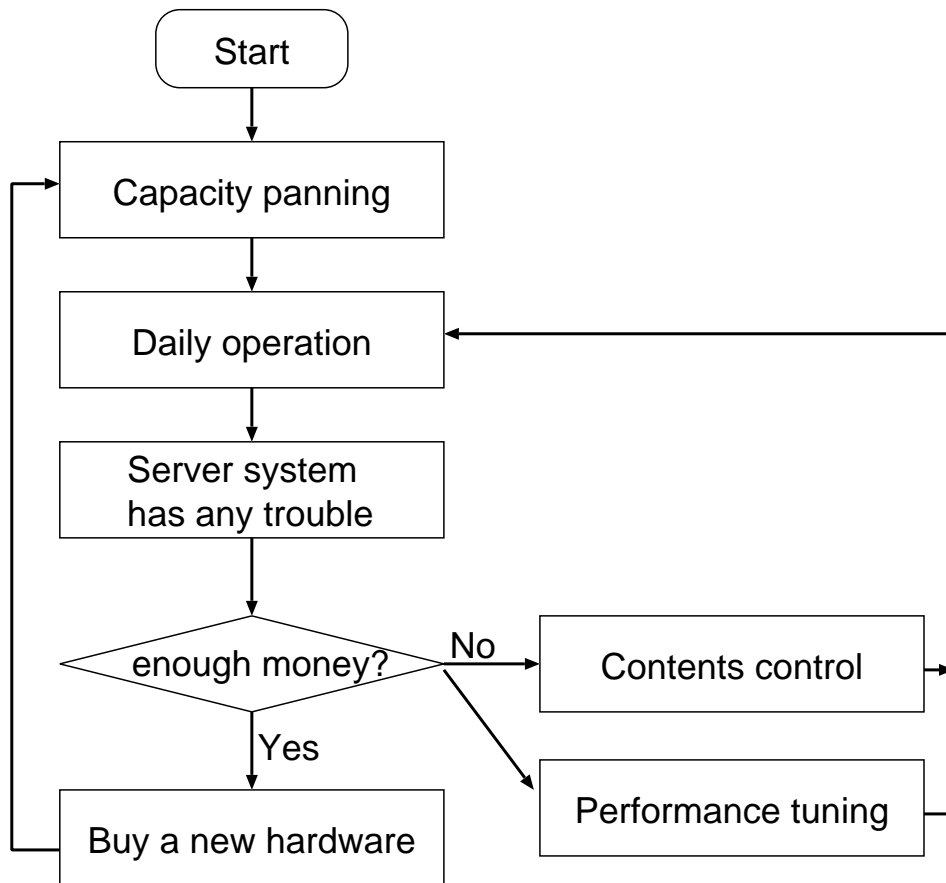 Start
Capacity panning
Daily operation
Server system
has any trouble
enough money?
No
Contents control
Yes
Performance tuning
Buy a new hardware